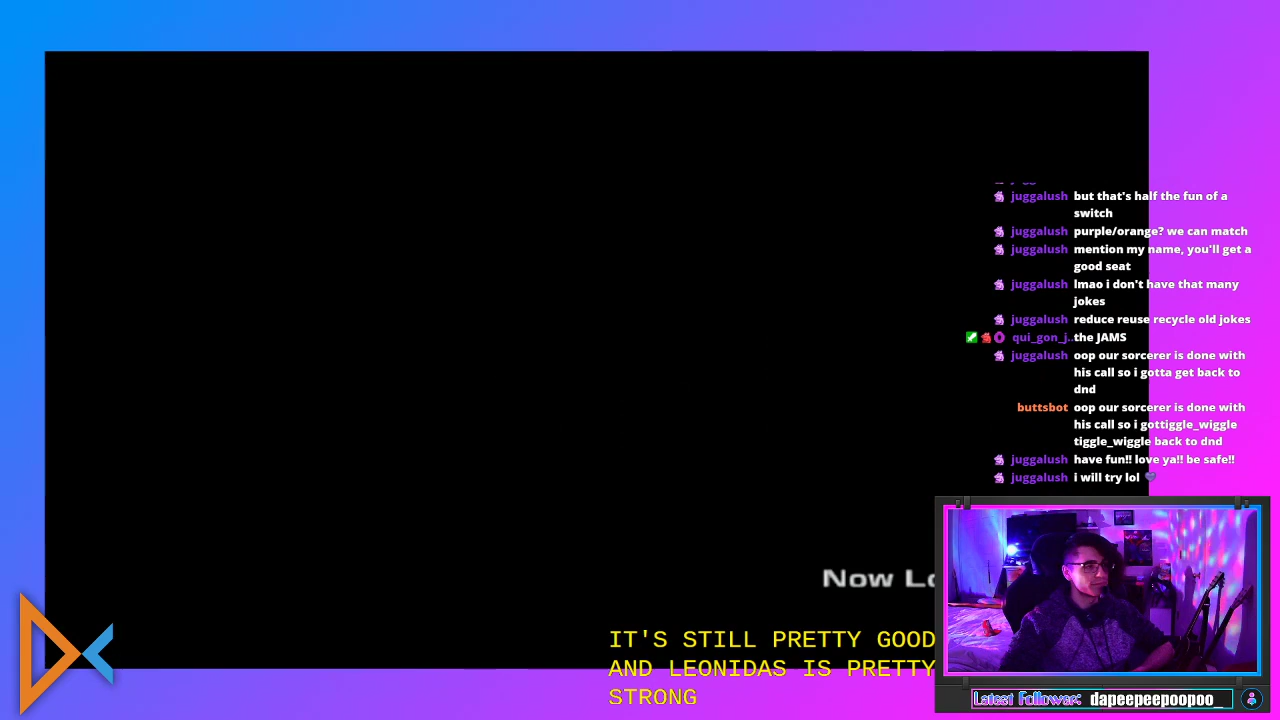 juggalush but that's half the fun of a
switch
juggalush purple/orange? we can match
juggalush mention my name, you'll get a
good seat
juggalush lmao i don't have that many
jokes
juggalush reduce reuse recycle old jokes
qui_gon_j.. the JAMS
juggalush oop our sorcerer is done with
his call so i gotta get back to
dnd
buttsbot oop our sorcerer is done with
his call so i gottiggle_wiggle
tiggle_wiggle back to dnd
juggalush have fun!! love ya!! be safe!!
juggalush i will try lol
Now Lo
IT'S STILL PRETTY GOOD
AND LEONIDAS IS PRETTY
STRONG
Latest Follower: dapeepeepoopoo_